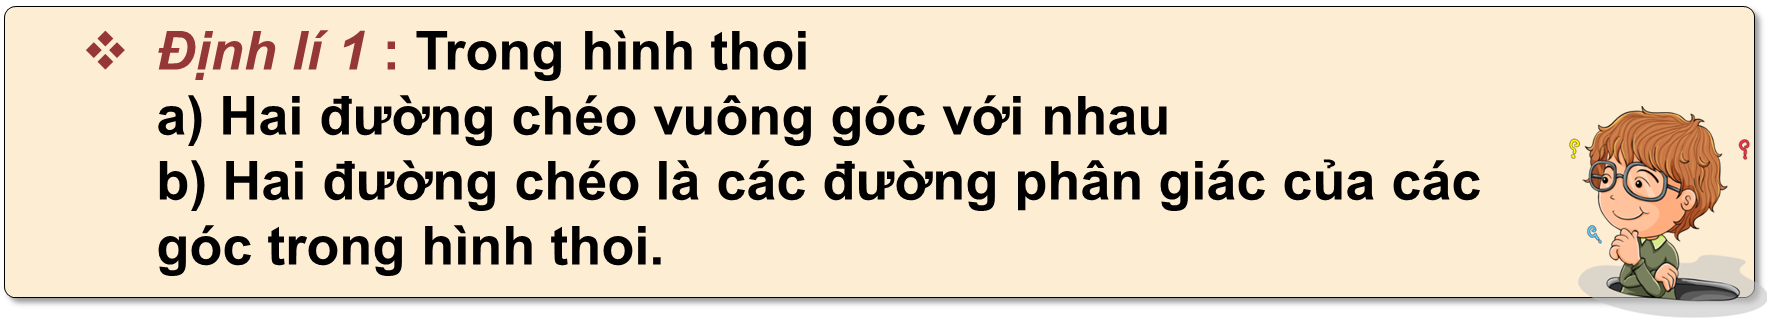 ❖ Định lí 1 : Trong hình thoi
a) Hai đường chéo vuông góc với nhau
b) Hai đường chéo là các đường phân giác của các
góc trong hình thoi.